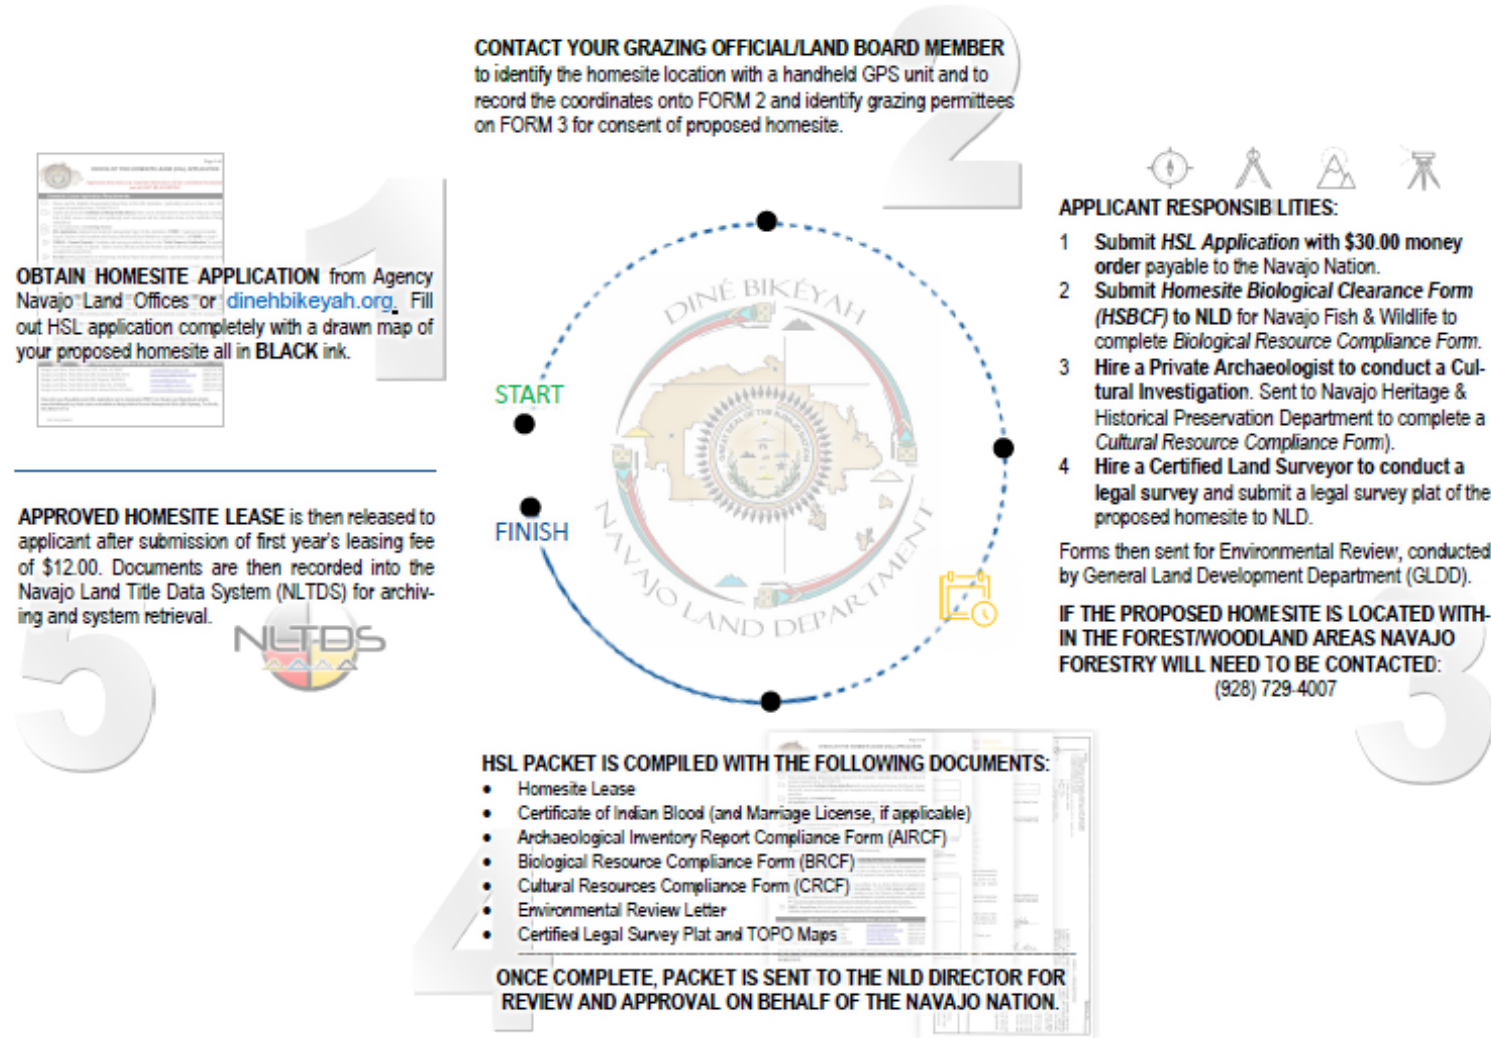 OBTAIN HOMESITE APPLICATION from Agency
Navajo Land Offices or dinehbikeyah.org. Fill
out HSL application completely with a drawn map of
your proposed homesite all in BLACK ink.
1
CONTACT YOUR GRAZING OFFICIAL/LAND BOARD MEMBER
to identify the homesite location with a handheld GPS unit and to
record the coordinates onto FORM 2 and identify grazing permittees
on FORM 3 for consent of proposed homesite.
2
APPLICANT RESPONSIBILITIES:
1 Submit HSL Application with $30.00 money
order payable to the Navajo Nation.
2 Submit Homesite Biological Clearance Form
(HSBCF) to NLD for Navajo Fish & Wildlife to
complete Biological Resource Compliance Form.
3 Hire a Private Archaeologist to conduct a Cul-
tural Investigation. Sent to Navajo Heritage &
Historical Preservation Department to complete a
Cultural Resource Compliance Form).
4 Hire a Certified Land Surveyor to conduct a
legal survey and submit a legal survey plat of the
proposed homesite to NLD.
Forms then sent for Environmental Review, conducted
by General Land Development Department (GLDD).
IF THE PROPOSED HOMESITE IS LOCATED WITH-
IN THE FOREST/WOODLAND AREAS NAVAJO
FORESTRY WILL NEED TO BE CONTACTED:
(928) 729-4007
3
START
FINISH
DINÉ BIKÉYAH
NAVAJO LAND DEPARTMENT
GREAT SEAL OF THE NAVAJO NATION
HSL PACKET IS COMPILED WITH THE FOLLOWING DOCUMENTS:
• Homesite Lease
• Certificate of Indian Blood (and Marriage License, if applicable)
• Archaeological Inventory Report Compliance Form (AIRCF)
• Biological Resource Compliance Form (BRCF)
• Cultural Resources Compliance Form (CRCF)
• Environmental Review Letter
• Certified Legal Survey Plat and TOPO Maps
ONCE COMPLETE, PACKET IS SENT TO THE NLD DIRECTOR FOR
REVIEW AND APPROVAL ON BEHALF OF THE NAVAJO NATION.
4
APPROVED HOMESITE LEASE is then released to
applicant after submission of first year's leasing fee
of $12.00. Documents are then recorded into the
Navajo Land Title Data System (NLTDS) for archiv-
ing and system retrieval.
NLTDS
5